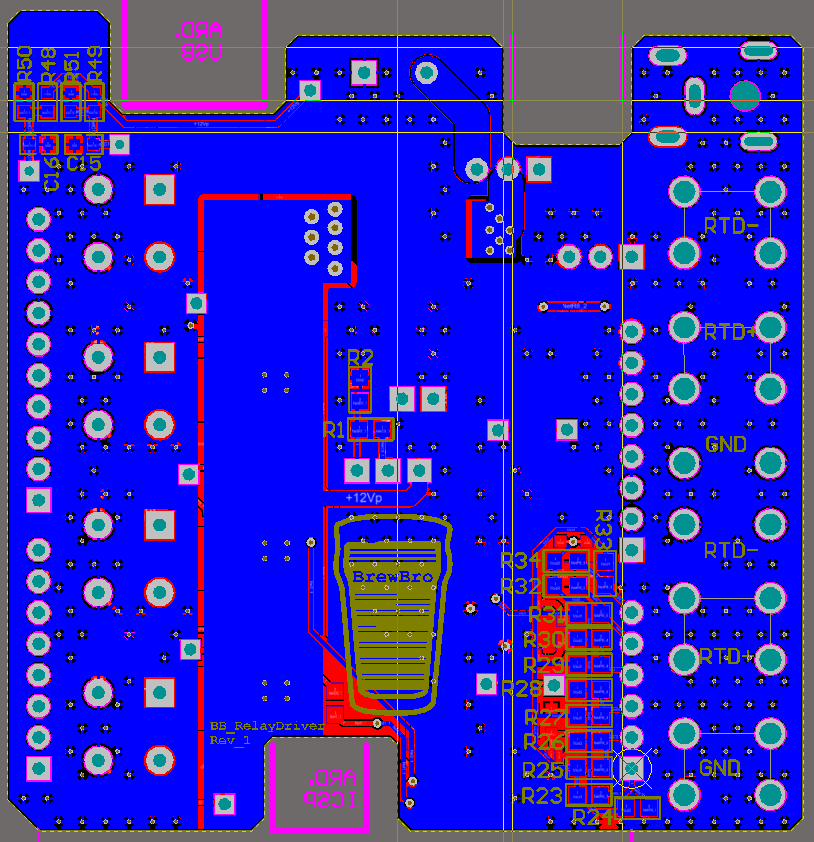 ARD.
USB
R50
R48
R51
R49
+12Vp
C16
C15
RTD-
RTD+
R2
R1
GND
+12Vp
R33
RTD-
R34
BrewBro
R32
R31
R30
R29
RTD+
R28
R27
BB_RelayDriver
Rev_1
R26
R25
GND
ARD.
ICSP
R23
R24